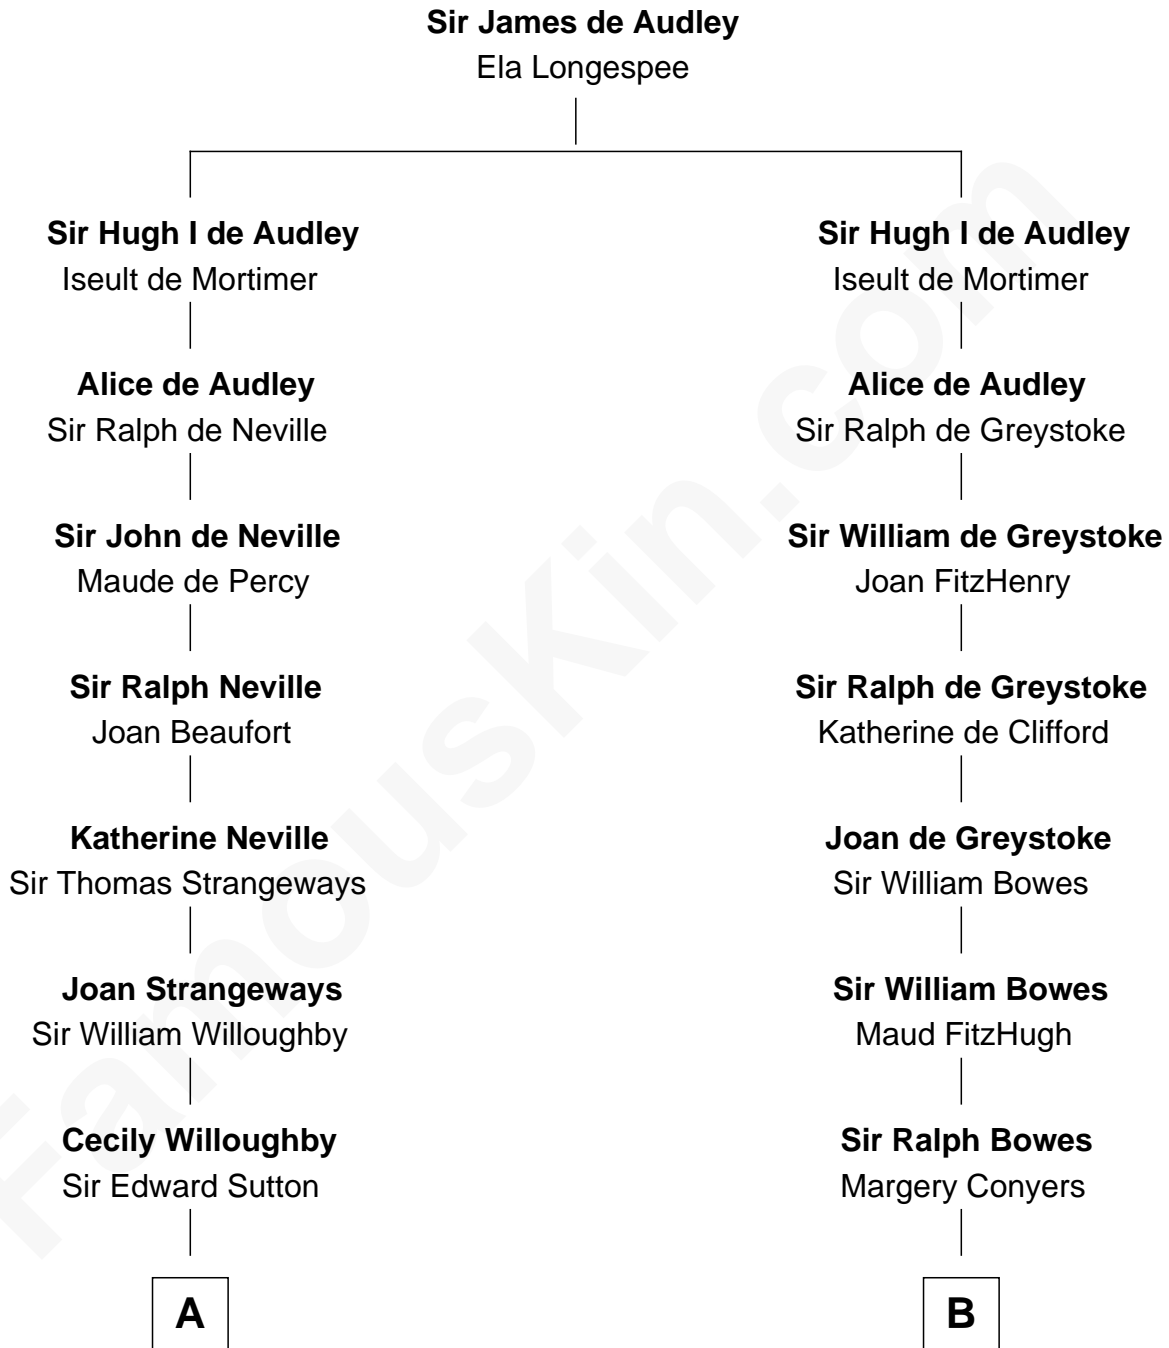 Sir James de Audley
Ela Longespee
Sir Hugh I de Audley
Iseult de Mortimer
Sir Hugh I de Audley
Iseult de Mortimer
Alice de Audley
Sir Ralph de Neville
Alice de Audley
Sir Ralph de Greystoke
Sir John de Neville
Maude de Percy
Sir William de Greystoke
Joan FitzHenry
Sir Ralph Neville
Joan Beaufort
Sir Ralph de Greystoke
Katherine de Clifford
Katherine Neville
Sir Thomas Strangeways
Joan de Greystoke
Sir William Bowes
Joan Strangeways
Sir William Willoughby
Sir William Bowes
Maud FitzHugh
Cecily Willoughby
Sir Edward Sutton
Sir Ralph Bowes
Margery Conyers
A
B
FamousKin.com